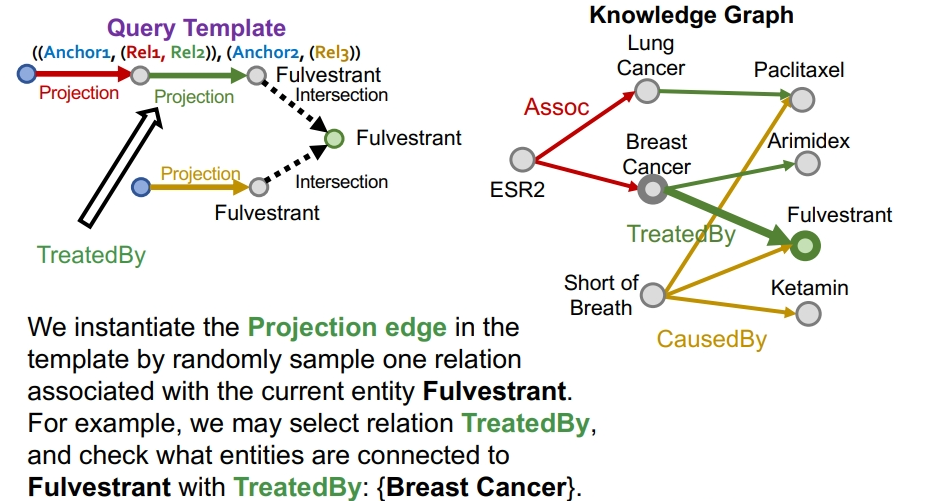 Query Template
((Anchor1, (Rel1, Rel2)), (Anchor2, (Rel3))
Projection
Projection
Fulvestrant
Intersection
Fulvestrant
Projection
Intersection
Fulvestrant
TreatedBy
Knowledge Graph
Lung
Cancer
Paclitaxel
Assoc
Breast
Cancer
Arimidex
ESR2
Fulvestrant
TreatedBy
Short of
Breath
Ketamin
CausedBy
We instantiate the Projection edge in the
template by randomly sample one relation
associated with the current entity Fulvestrant.
For example, we may select relation TreatedBy,
and check what entities are connected to
Fulvestrant with TreatedBy: {Breast Cancer}.